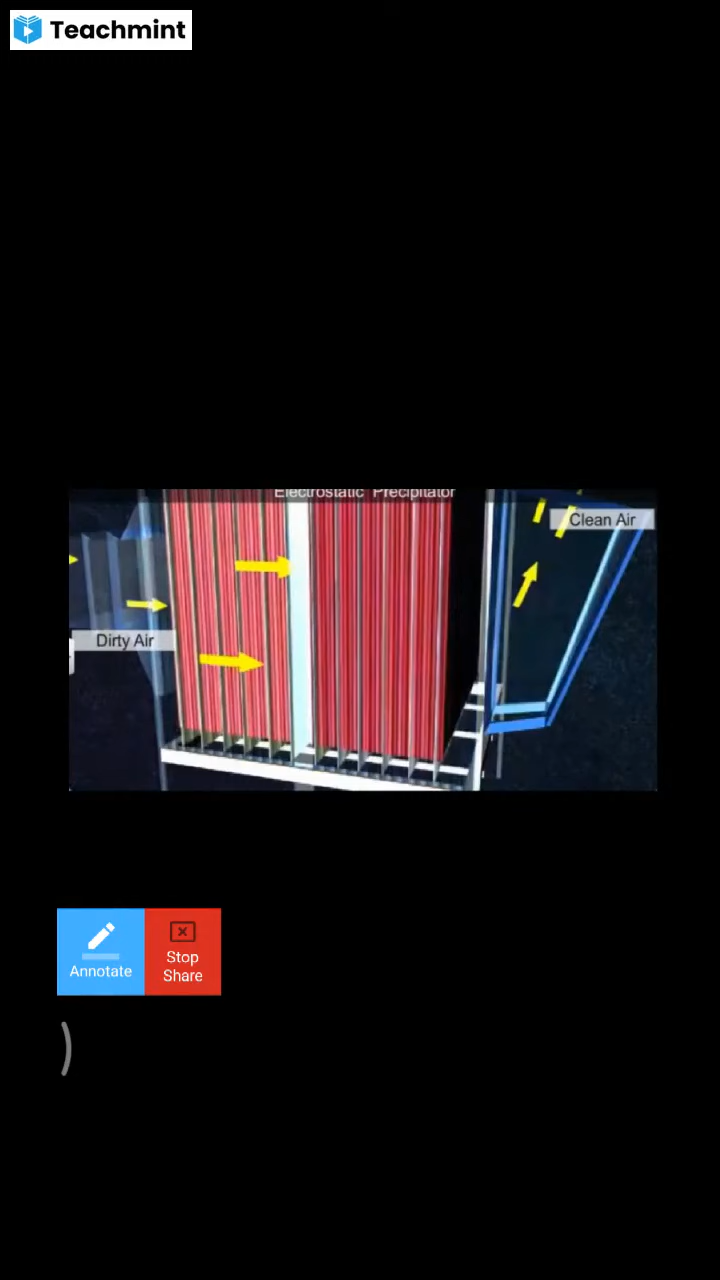 Teachmint
Electrostatic Precipitator
Clean Air
Dirty Air
Annotate
Stop
Share